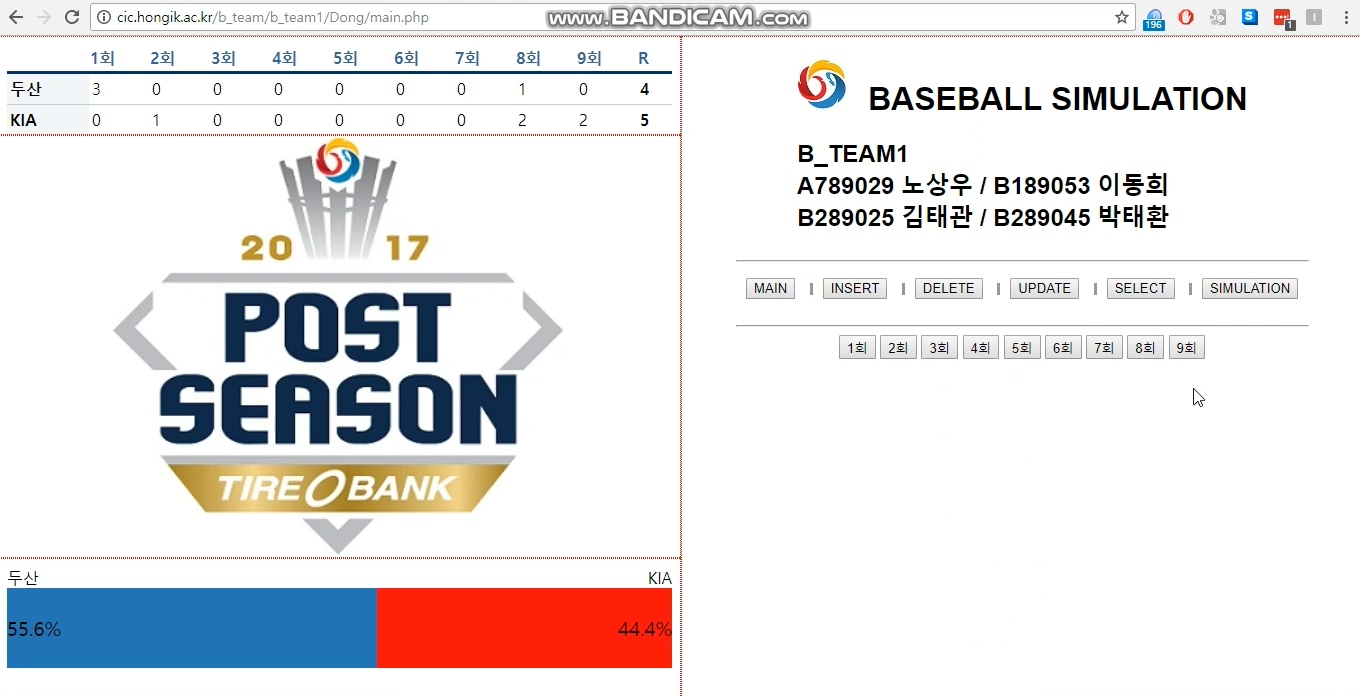 cic.hongik.ac.kr/b_team/b_team1/Dong/main.php
www.BANDICAM.com
196
S
1
I
1회 2회 3회 4회 5회 6회 7회 8회 9회 R
두산 3 0 0 0 0 0 0 1 0 4
KIA 0 1 0 0 0 0 0 2 2 5
20 17
POST
SEASON
TIRE BANK
두산 KIA
55.6% 44.4%
BASEBALL SIMULATION
B_TEAM1
A789029 노상우 / B189053 이동희
B289025 김태관 / B289045 박태환
MAIN | INSERT | DELETE | UPDATE | SELECT | SIMULATION
1회 2회 3회 4회 5회 6회 7회 8회 9회